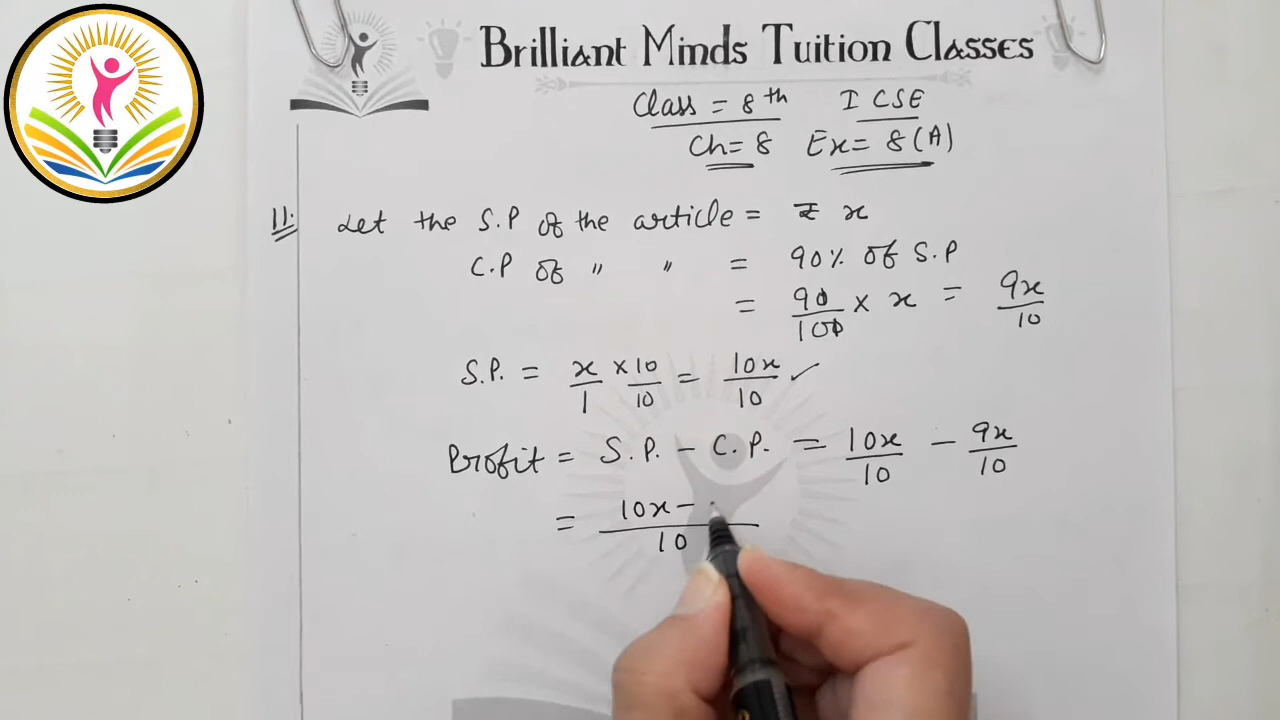 Brilliant Minds Tuition Classes
Class = 8th ICSE
Ch= 8 Ex= 8(A)
11. Let the S.P of the article = ₹ x
C.P of " " = 90% of S.P
= 90/100 × x = 9x/10
S.P. = x/1 × 10/10 = 10x/10 ✓
Profit = S.P. - C.P. = 10x/10 - 9x/10
= 10x - /10